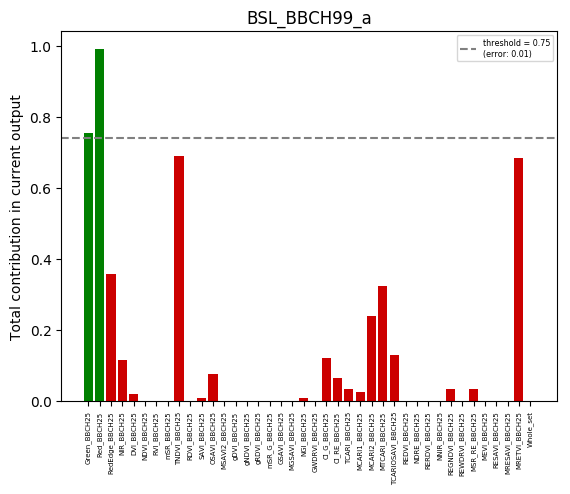 BSL_BBCH99_a
threshold = 0.75
(error: 0.01)
Total contribution in current output
1.0
0.8
0.6
0.4
0.2
0.0
Green_BBCH25
Red_BBCH25
RedEdge_BBCH25
NIR_BBCH25
DVI_BBCH25
NDVI_BBCH25
RVI_BBCH25
mSR_BBCH25
TNDVI_BBCH25
RDVI_BBCH25
SAVI_BBCH25
OSAVI_BBCH25
MSAVI2_BBCH25
gDVI_BBCH25
gNDVI_BBCH25
gRDVI_BBCH25
mSR_G_BBCH25
GSAVI_BBCH25
MGSAVI_BBCH25
NGI_BBCH25
GWDRVI_BBCH25
CI_G_BBCH25
CI_RE_BBCH25
TCARI_BBCH25
MCARI1_BBCH25
MCARI2_BBCH25
MTCARI_BBCH25
TCARIOSAVI_BBCH25
REDVI_BBCH25
NDRE_BBCH25
RERDVI_BBCH25
NNIR_BBCH25
REGNDVI_BBCH25
REWDRVI_BBCH25
MSR_RE_BBCH25
MEVI_BBCH25
RESAVI_BBCH25
MRESAVI_BBCH25
MRETVI_BBCH25
Whole_set